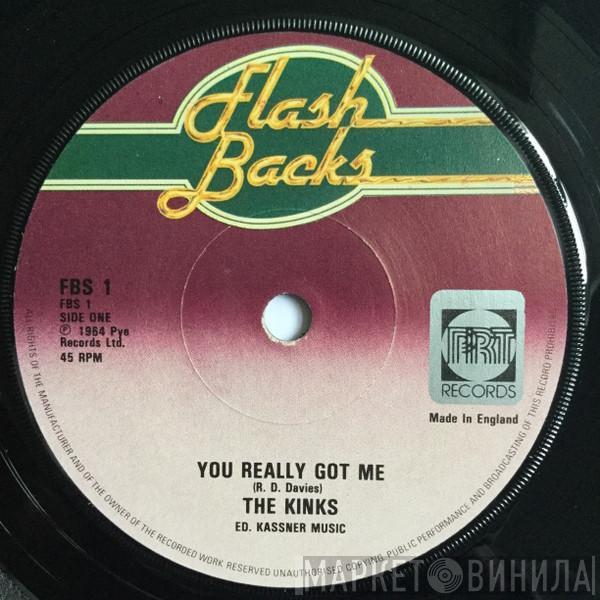 Flash
Backs
FBS 1
FBS 1
SIDE ONE
℗ 1964 Pye
Records Ltd.
45 RPM
PRT
RECORDS
Made In England
YOU REALLY GOT ME
(R. D. Davies)
THE KINKS
ED. KASSNER MUSIC
ALL RIGHTS OF THE MANUFACTURER AND OF THE OWNER OF THE RECORDED WORK RESERVED UNAUTHORISED COPYING, PUBLIC PERFORMANCE AND BROADCASTING OF THIS RECORD PROHIBITED
МАРКЕТ ВИНИЛА